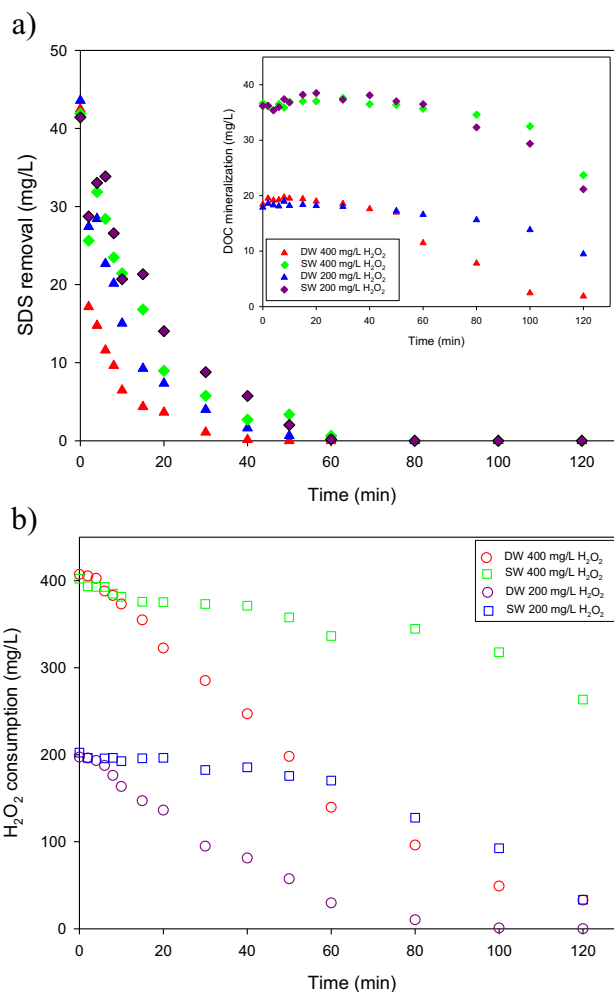 a)
50
40
30
20
10
0
SDS removal (mg/L)
0 20 40 60 80 100 120
Time (min)
40
30
20
10
0
DOC mineralization (mg/L)
DW 400 mg/L H₂O₂
SW 400 mg/L H₂O₂
DW 200 mg/L H₂O₂
SW 200 mg/L H₂O₂
0 20 40 60 80 100 120
Time (min)
b)
400
300
200
100
0
H₂O₂ consumption (mg/L)
DW 400 mg/L H₂O₂
SW 400 mg/L H₂O₂
DW 200 mg/L H₂O₂
SW 200 mg/L H₂O₂
0 20 40 60 80 100 120
Time (min)